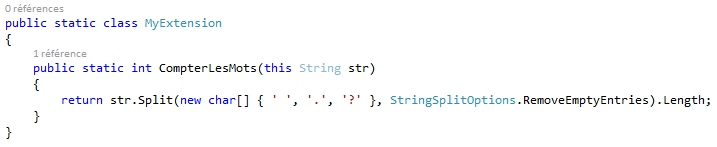 0 références
public static class MyExtension
{
1 référence
public static int CompterLesMots(this String str)
{
return str.Split(new char[] { ' ', '.', '?' }, StringSplitOptions.RemoveEmptyEntries).Length;
}
}